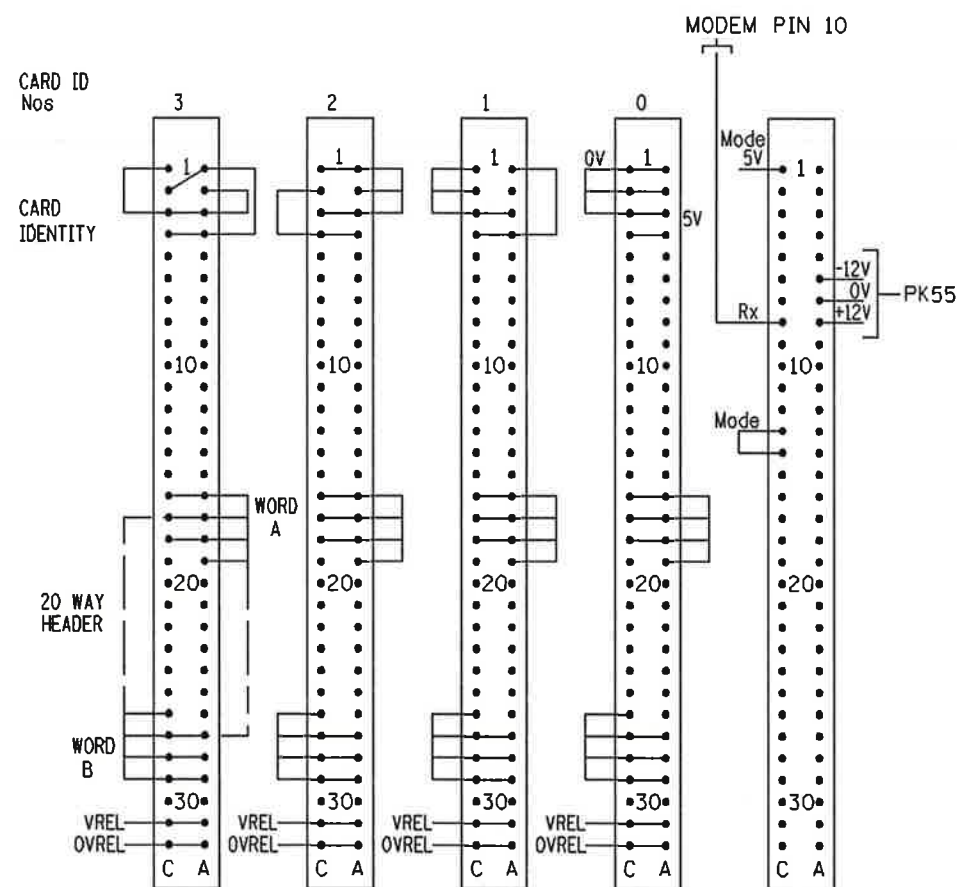 MODEM PIN 10
CARD ID
Nos
3
2
1
0
Mode
5V
0V
1
1
1
1
1
CARD
IDENTITY
5V
-12V
0V
+12V
PK55
Rx
10
10
10
10
10
Mode
WORD
A
20
20
20
20
20
20 WAY
HEADER
WORD
B
30
30
30
30
30
VREL
VREL
VREL
VREL
OVREL
OVREL
OVREL
OVREL
C A
C A
C A
C A
C A